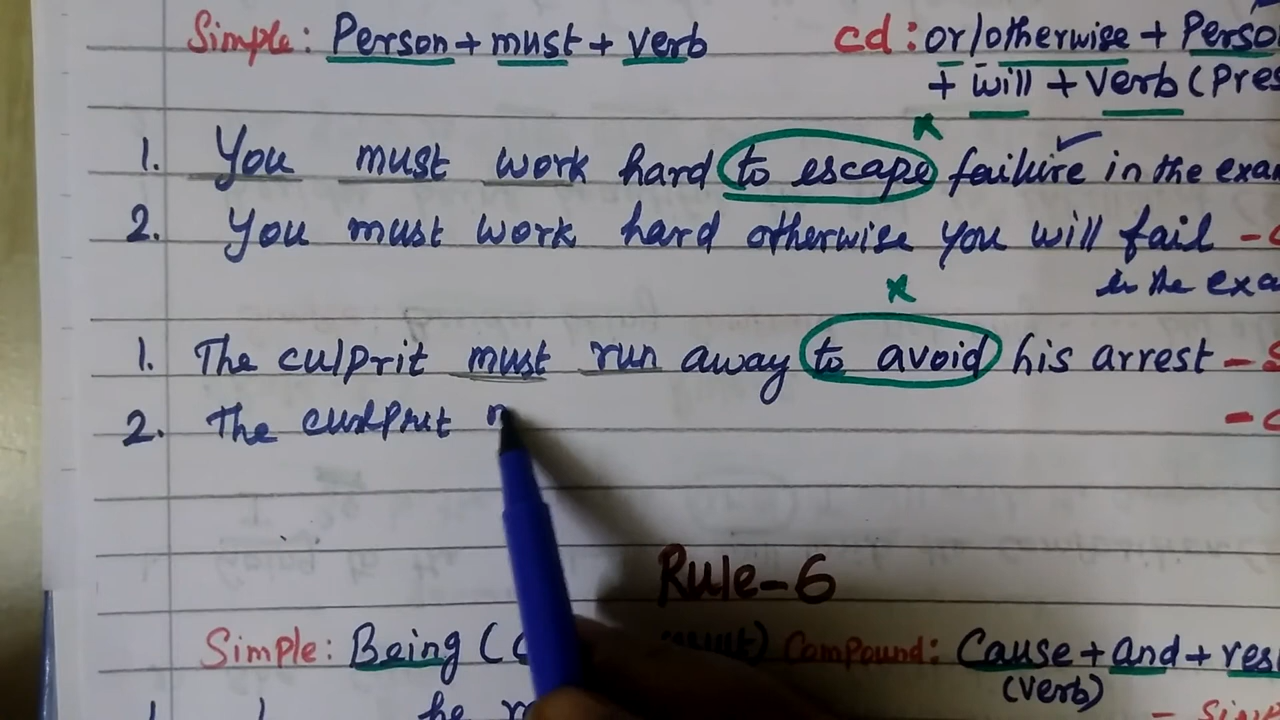 Simple: Person + must + verb cd: or/otherwise + Perso
+ will + verb (Pres
1. You must work hard to escape failure in the exa
2. You must work hard otherwise you will fail -
in the exa
1. The culprit must run away to avoid his arrest - S
2. The culprit - c
Rule-6
Simple: Being ( Compound: Cause + and + res
(verb)
he